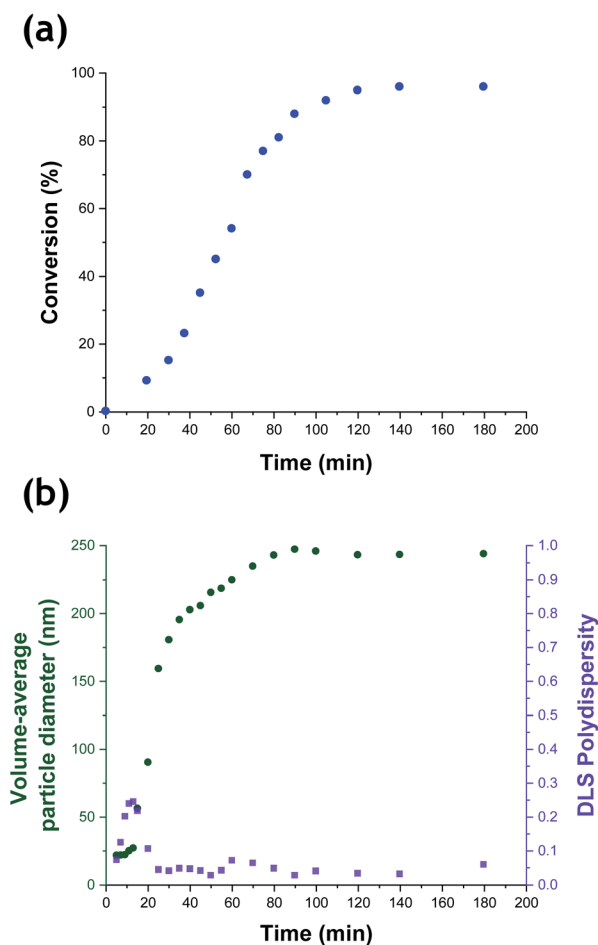 (a)
100
80
60
40
20
0
Conversion (%)
0 20 40 60 80 100 120 140 160 180 200
Time (min)
(b)
250
200
150
100
50
25
0
Volume-average
particle diameter (nm)
1.0
0.9
0.8
0.7
0.6
0.5
0.4
0.3
0.2
0.1
0.0
DLS Polydispersity
0 20 40 60 80 100 120 140 160 180 200
Time (min)